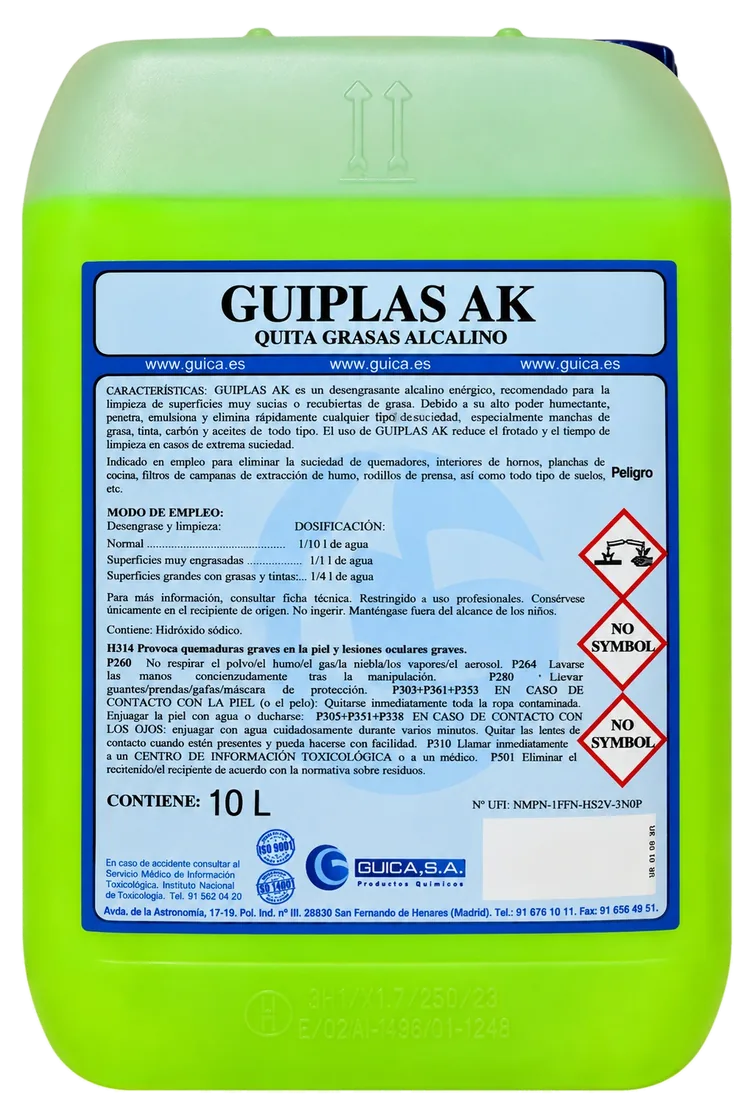 GUIPLAS AK
QUITA GRASAS ALCALINO
www.guica.es www.guica.es www.guica.es
CARACTERÍSTICAS: GUIPLAS AK es un desengrasante alcalino enérgico, recomendado para la
limpieza de superficies muy sucias o recubiertas de grasa. Debido a su alto poder humectante,
penetra, emulsiona y elimina rápidamente cualquier tipo de suciedad, especialmente manchas de
grasa, tinta, carbón y aceites de todo tipo. El uso de GUIPLAS AK reduce el frotado y el tiempo de
limpieza en casos de extrema suciedad.
Indicado en empleo para eliminar la suciedad de quemadores, interiores de hornos, planchas de
cocina, filtros de campanas de extracción de humo, rodillos de prensa, así como todo tipo de suelos,
etc.
Peligro
MODO DE EMPLEO:
Desengrase y limpieza: DOSIFICACIÓN:
Normal ............................................. 1/10 l de agua
Superficies muy engrasadas .................. 1/1 l de agua
Superficies grandes con grasas y tintas:... 1/4 l de agua
Para más información, consultar ficha técnica. Restringido a uso profesionales. Consérvese
únicamente en el recipiente de origen. No ingerir. Manténgase fuera del alcance de los niños.
Contiene: Hidróxido sódico.
H314 Provoca quemaduras graves en la piel y lesiones oculares graves.
P260 No respirar el polvo/el humo/el gas/la niebla/los vapores/el aerosol. P264 Lavarse
las manos concienzudamente tras la manipulación. P280 Llevar
guantes/prendas/gafas/máscara de protección. P303+P361+P353 EN CASO DE
CONTACTO CON LA PIEL (o el pelo): Quitarse inmediatamente toda la ropa contaminada.
Enjuagar la piel con agua o ducharse: P305+P351+P338 EN CASO DE CONTACTO CON
LOS OJOS: enjuagar con agua cuidadosamente durante varios minutos. Quitar las lentes de
contacto cuando estén presentes y pueda hacerse con facilidad. P310 Llamar inmediatamente
a un CENTRO DE INFORMACIÓN TOXICOLÓGICA o a un médico. P501 Eliminar el
recitenido/el recipente de acuerdo con la normativa sobre residuos.
NO
SYMBOL
NO
SYMBOL
CONTIENE: 10 L
Nº UFI: NMPN-1FFN-HS2V-3N0P
En caso de accidente consultar al
Servicio Médico de Información
Toxicológica. Instituto Nacional
de Toxicologia. Tel. 91 562 04 20
ISO 9001
ISO 1400
GUICA, S.A.
Productos Químicos
Avda. de la Astronomía, 17-19. Pol. Ind. nº III. 28830 San Fernando de Henares (Madrid). Tel.: 91 676 10 11. Fax: 91 656 49 51.
H
3H1/X1.7/250/23
E/02/AI-1496/01-1248